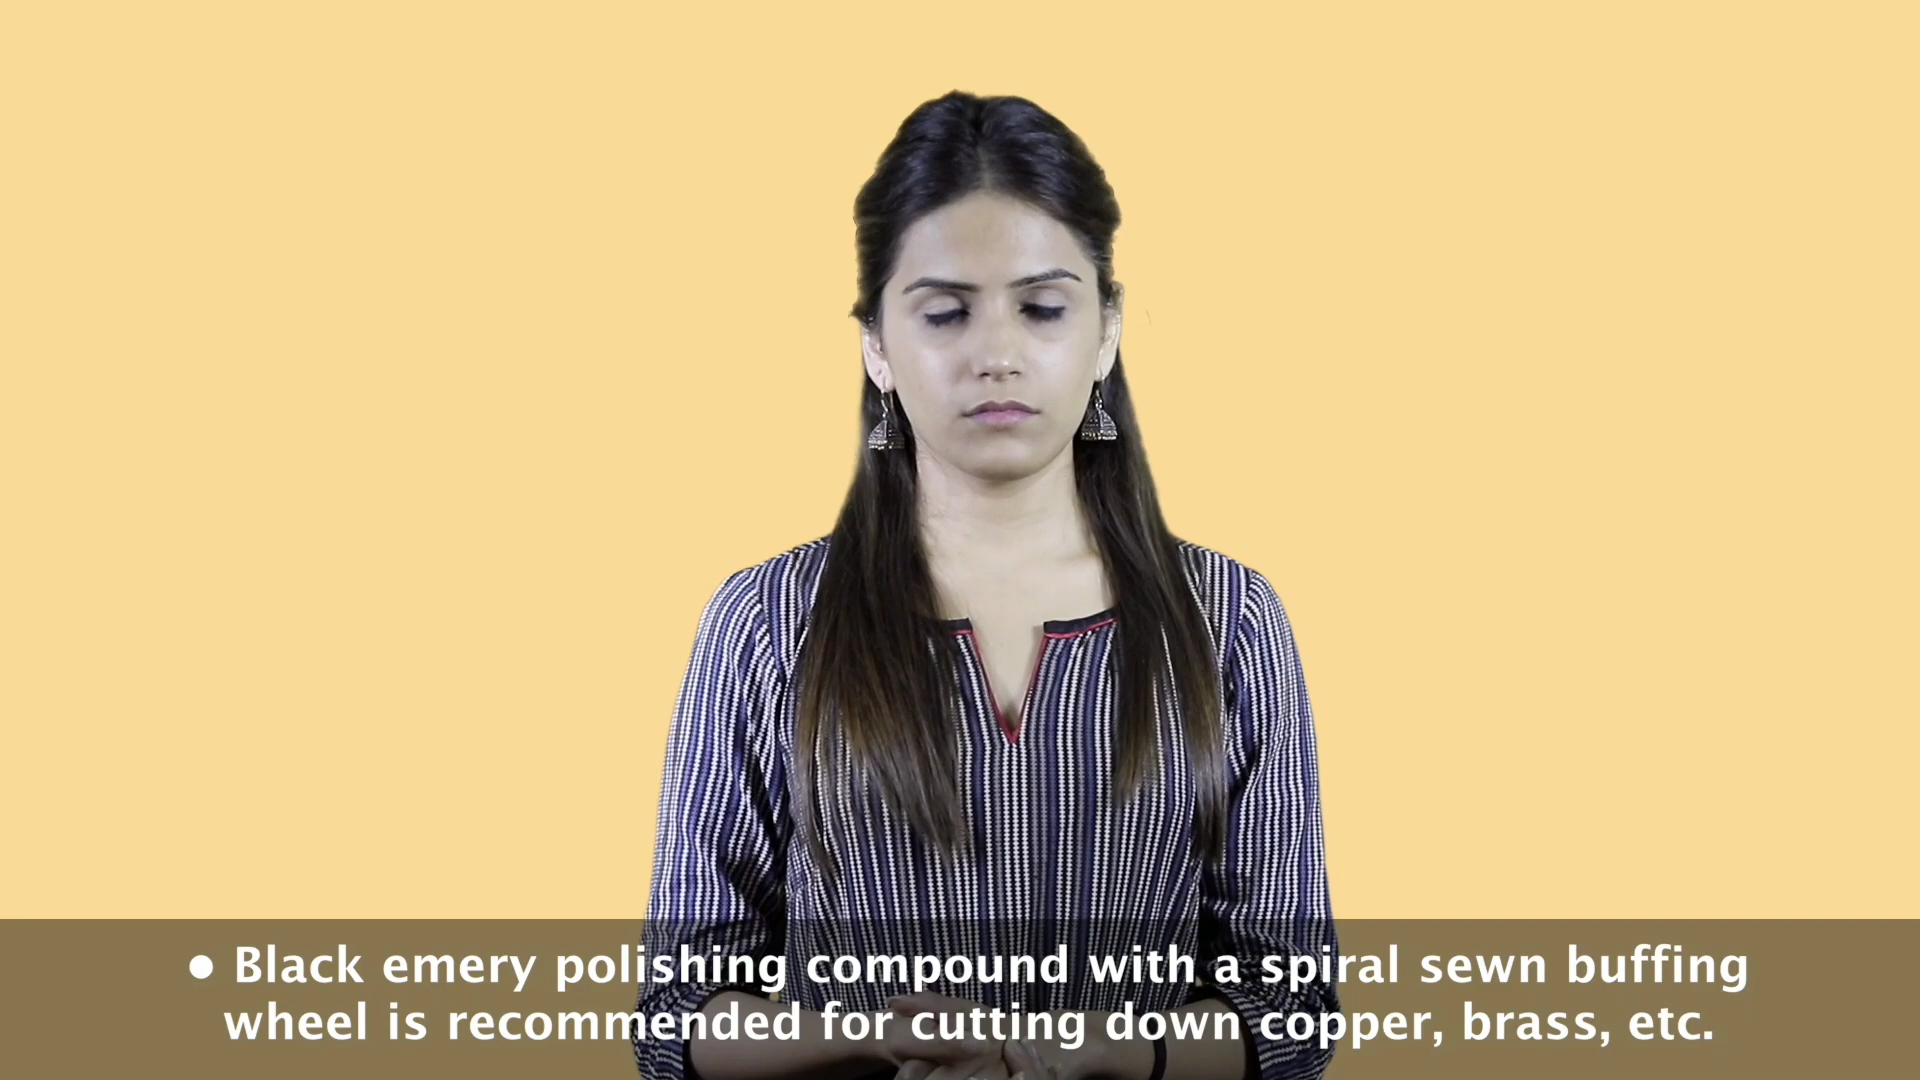 ● Black emery polishing compound with a spiral sewn buffing
wheel is recommended for cutting down copper, brass, etc.